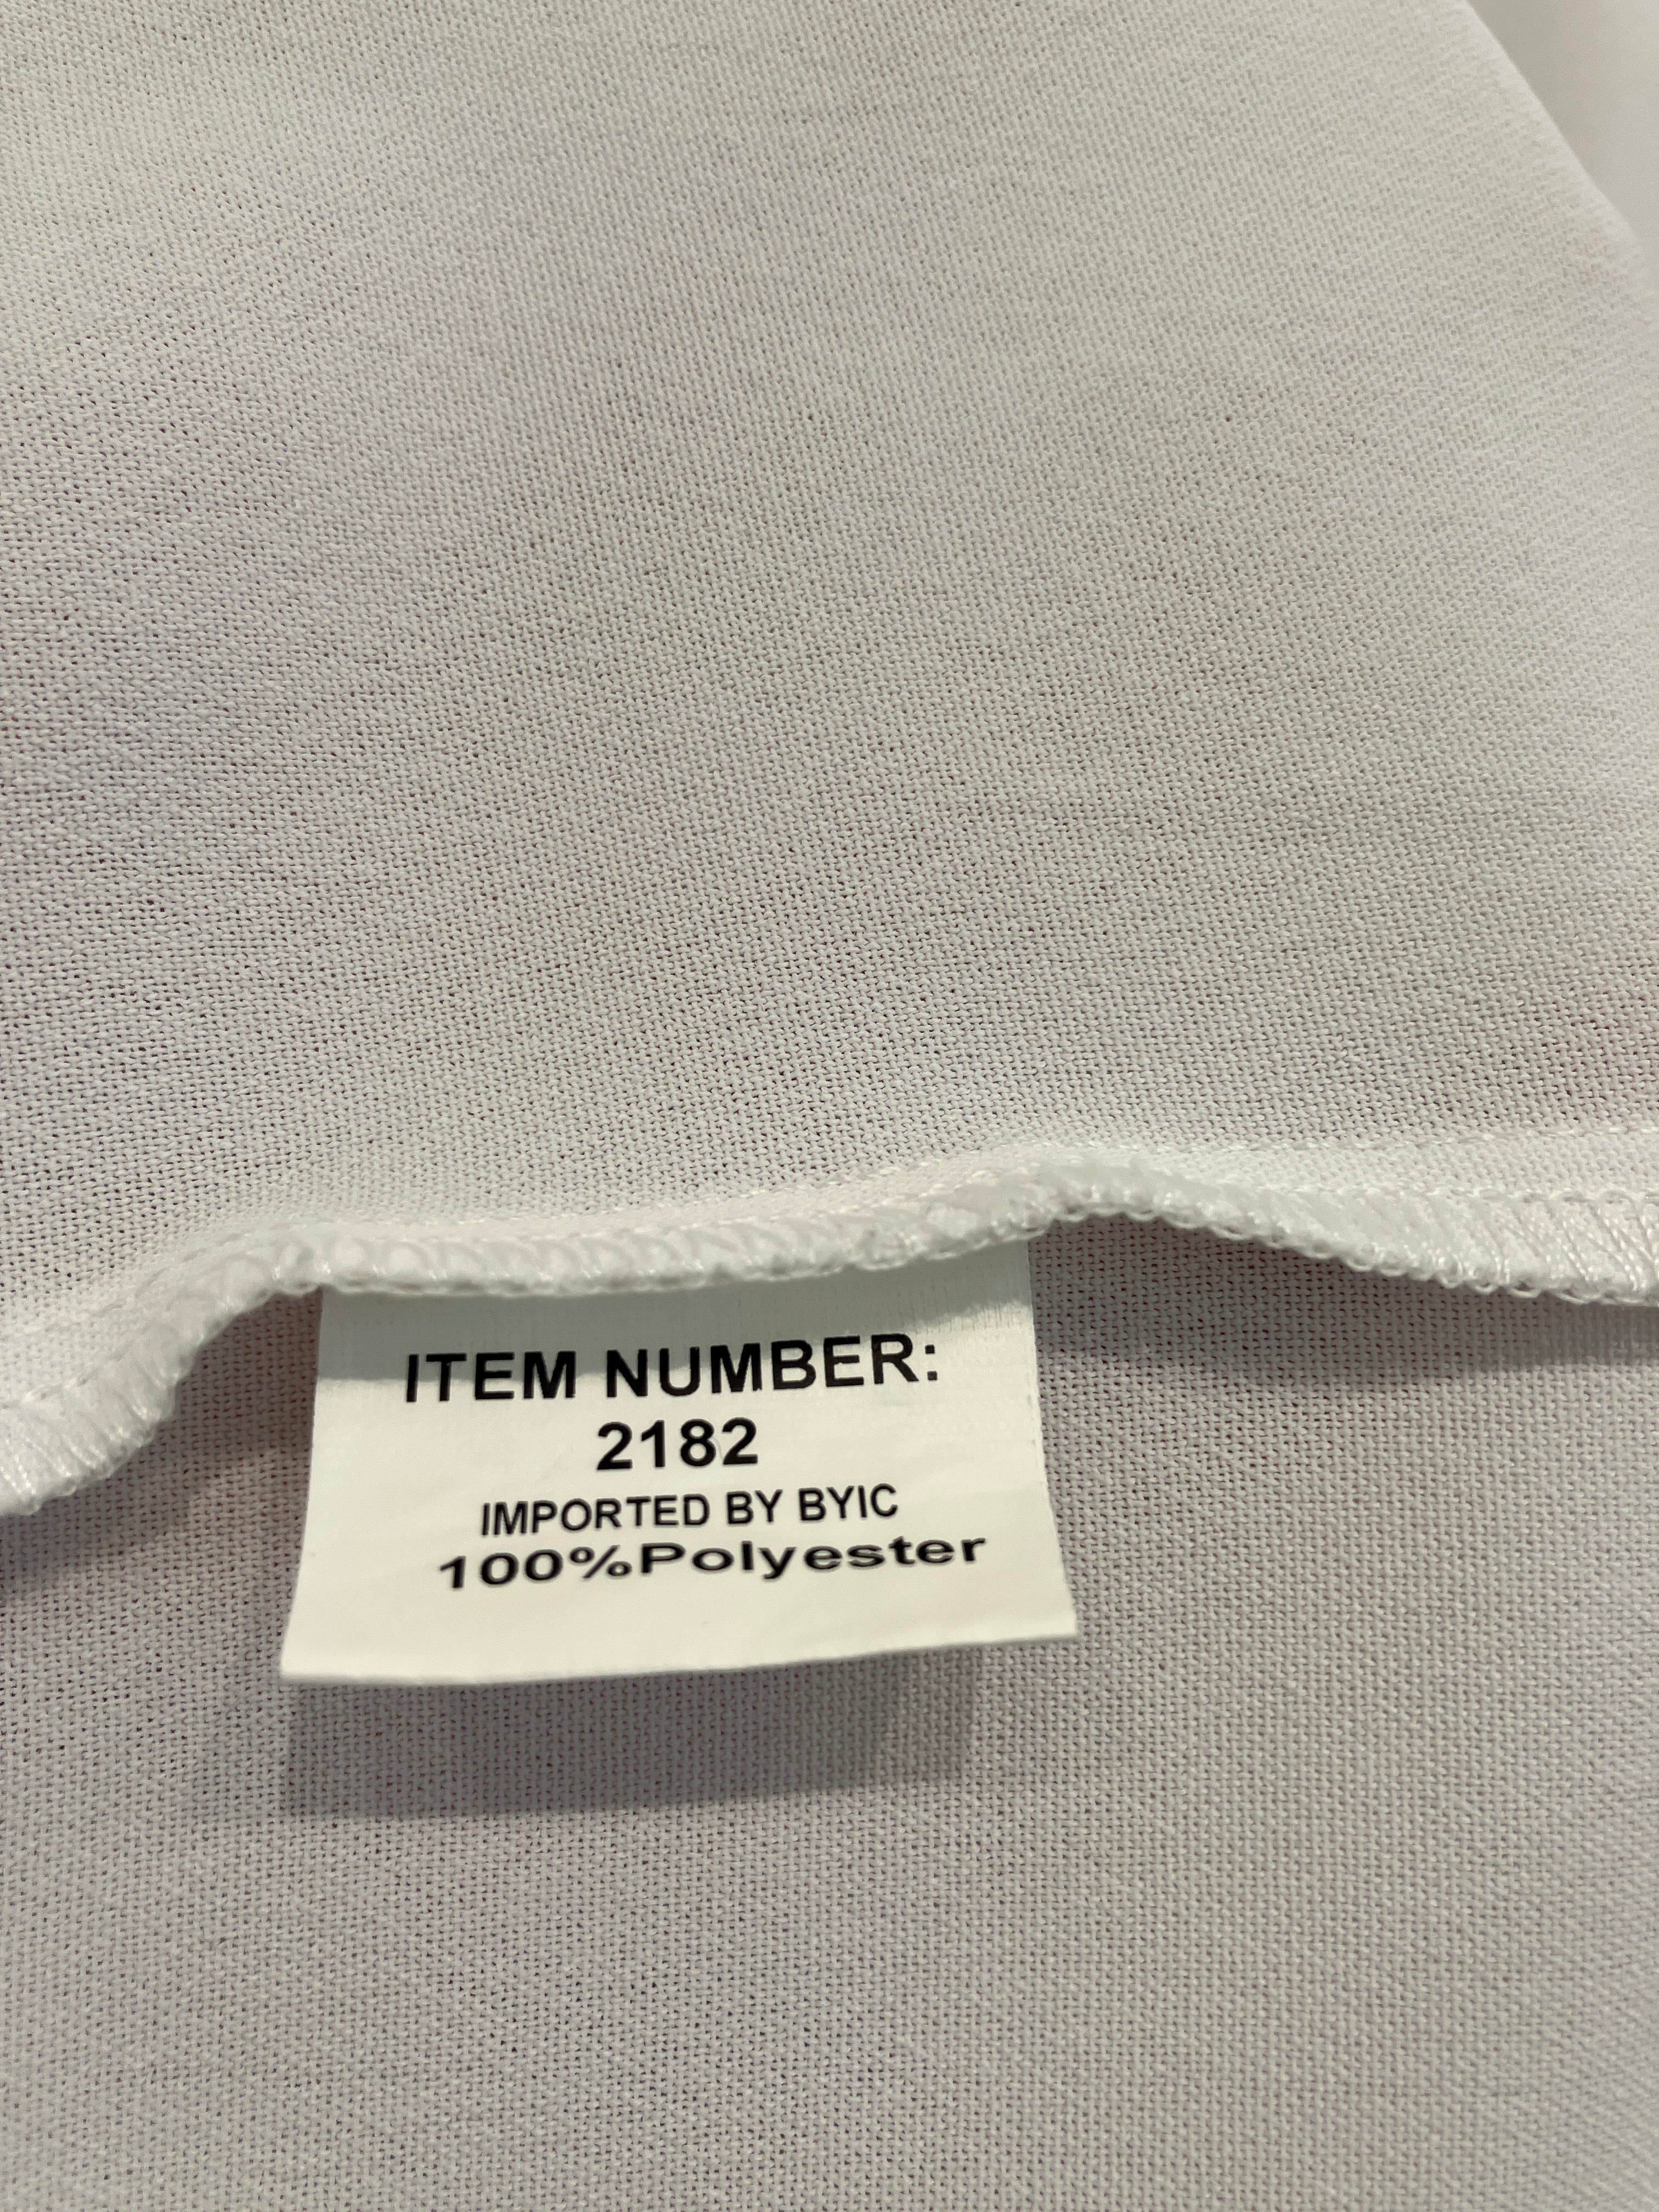 ITEM NUMBER:
2182
IMPORTED BY BYIC
100%Polyester